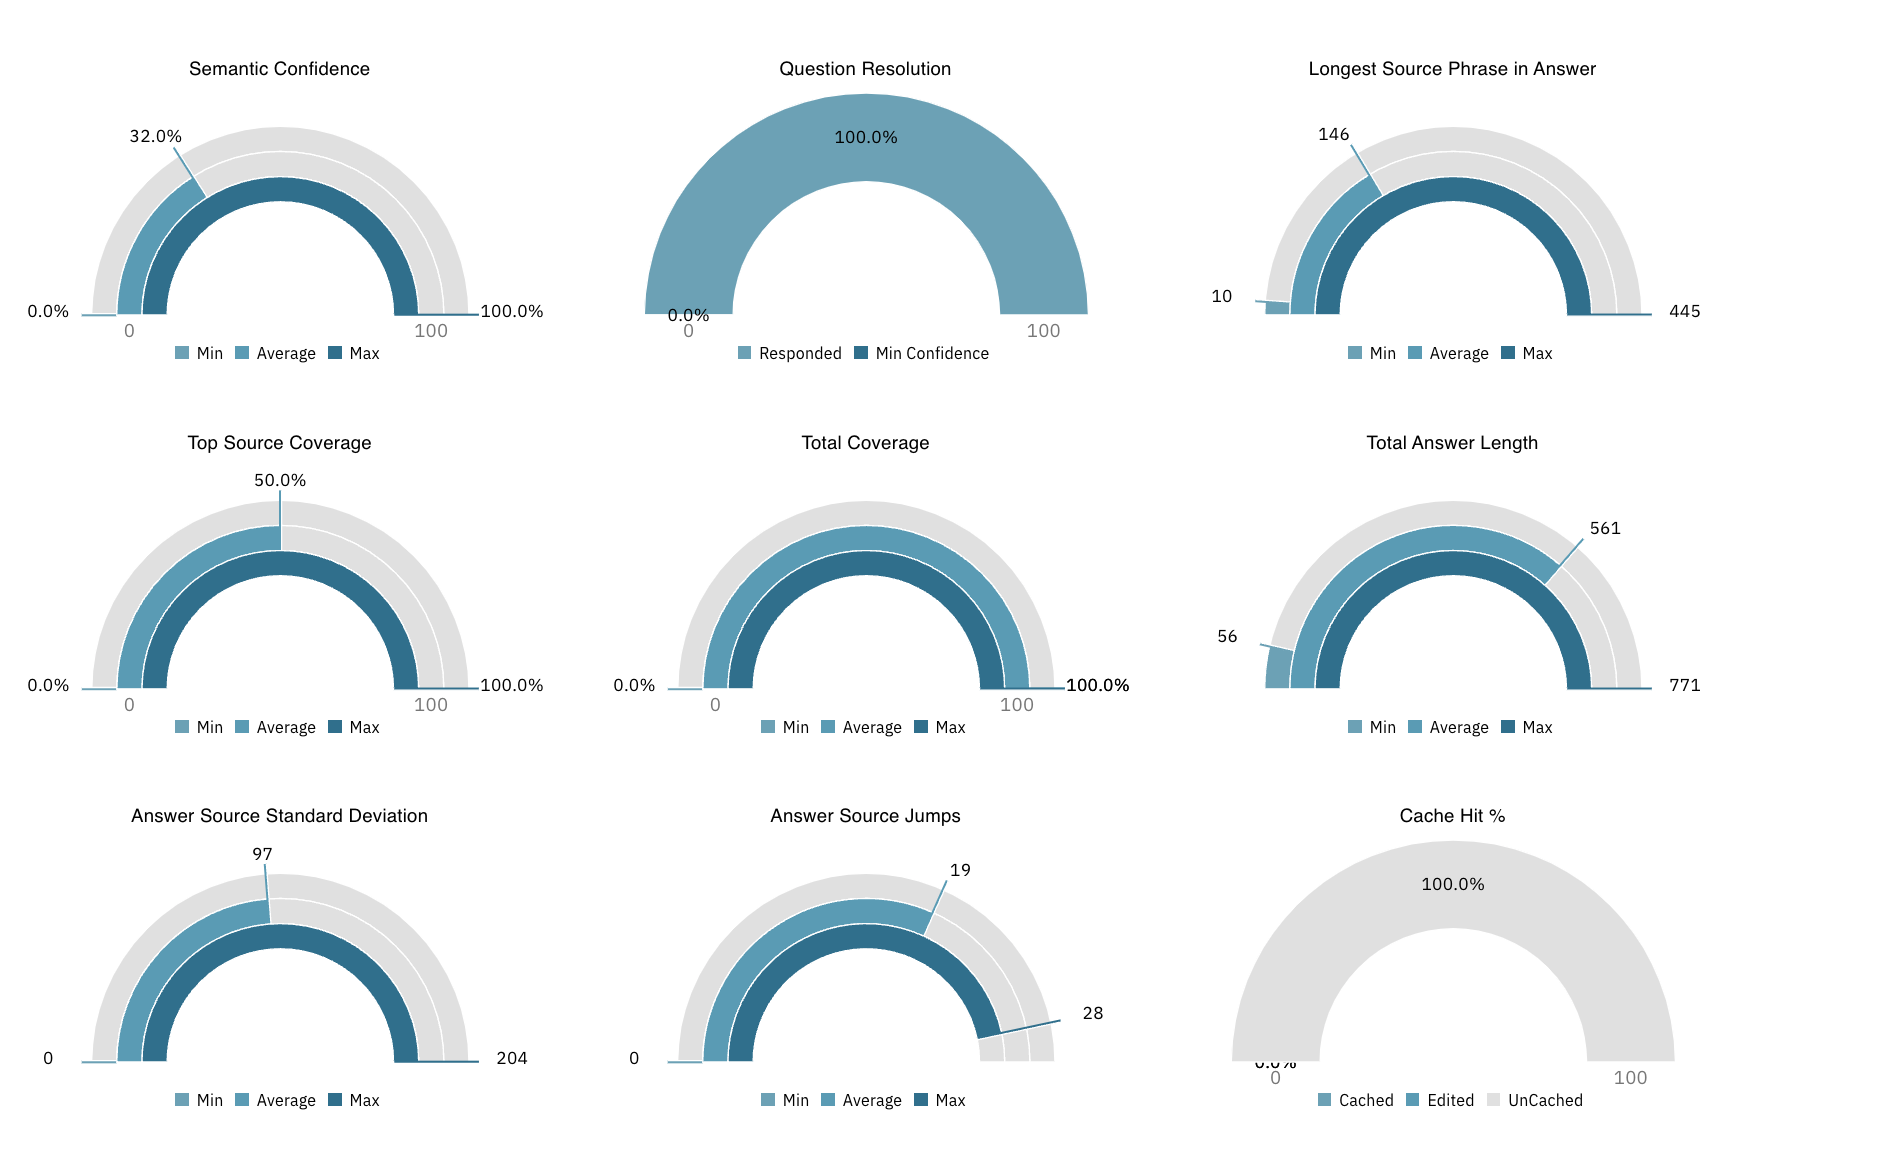 Semantic Confidence
32.0%
0.0%
100.0%
0
100
Min Average Max
Question Resolution
100.0%
0.0%
0
100
Responded Min Confidence
Longest Source Phrase in Answer
146
10
445
Min Average Max
Top Source Coverage
50.0%
0.0%
100.0%
0
100
Min Average Max
Total Coverage
0.0%
100.0%
0
100
Min Average Max
Total Answer Length
561
56
771
Min Average Max
Answer Source Standard Deviation
97
0
204
Min Average Max
Answer Source Jumps
19
28
0
Min Average Max
Cache Hit %
100.0%
0.0%
0
100
Cached Edited UnCached